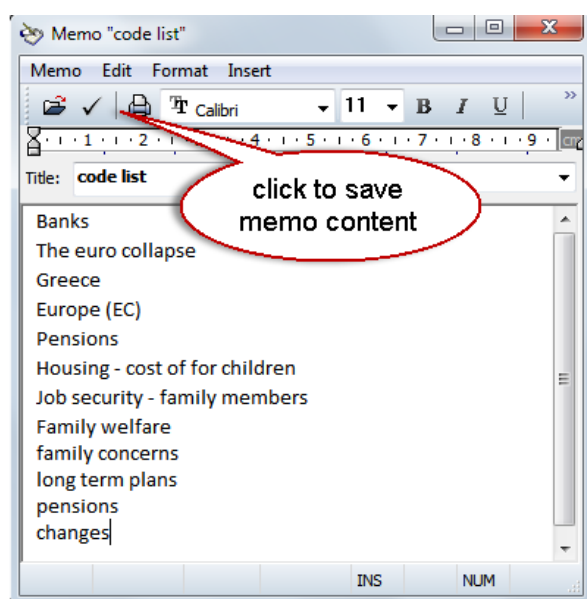 Memo "code list"
Memo Edit Format Insert
Calibri 11 B I U »
1 2 4 5 6 7 8 9
Title: code list
click to save
memo content
Banks
The euro collapse
Greece
Europe (EC)
Pensions
Housing - cost of for children
Job security - family members
Family welfare
family concerns
long term plans
pensions
changes
INS NUM